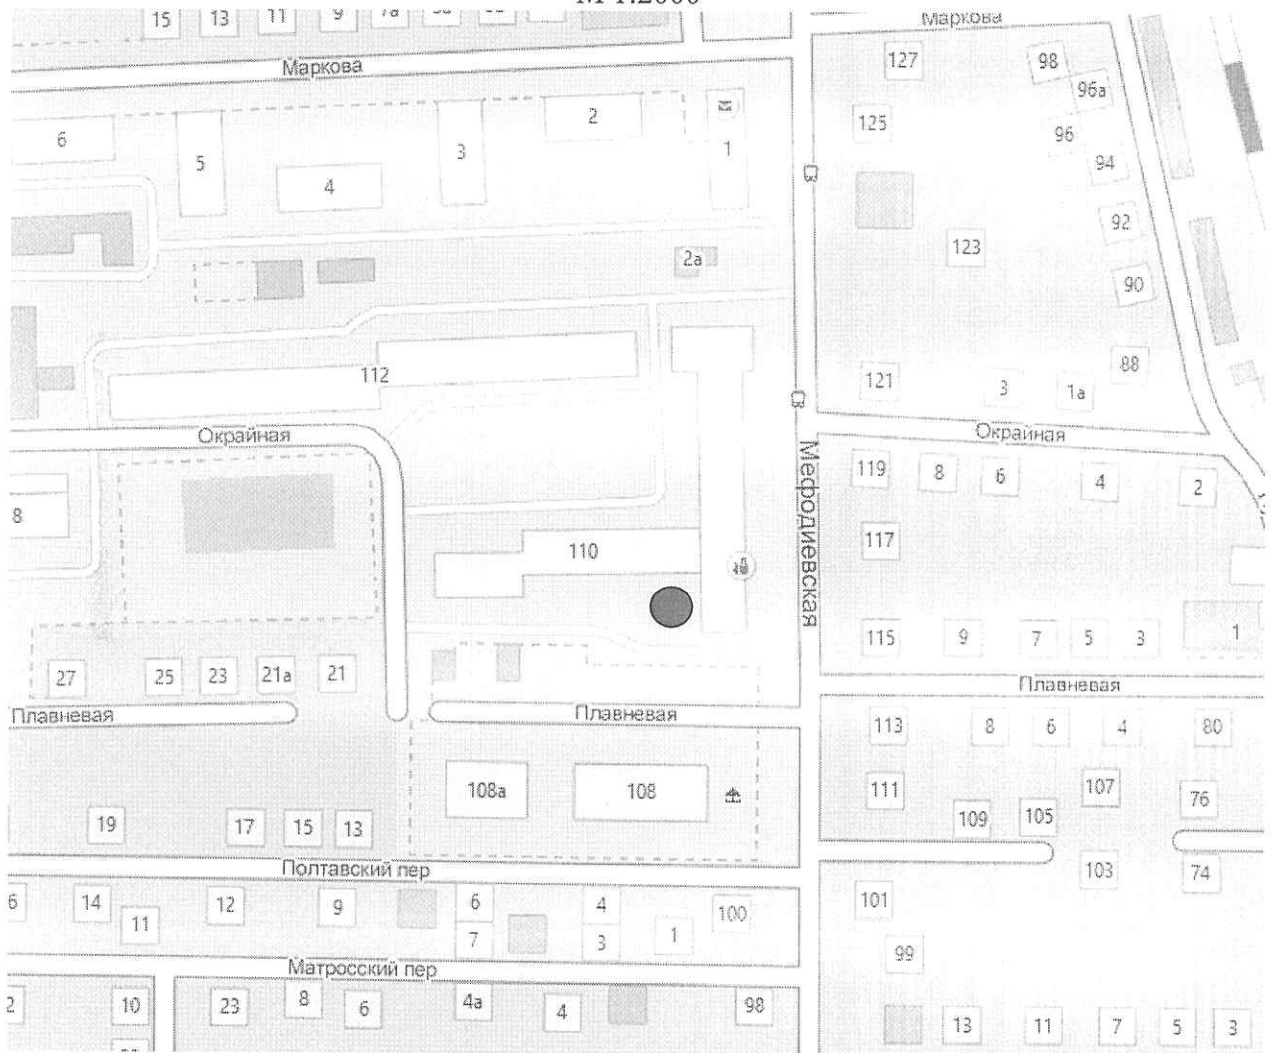 М 1:2000
15 13 11 9 7а
Маркова
Маркова
127 98
96а
125
96
94
6 5 4 3 2 1
92
123
2а
90
88
112
121 3 1а
Окрайная
Окрайная
Мефодиевская
119 8 6 4 2
8
117
110
115 9 7 5 3 1
27 25 23 21а 21
Плавневая
Плавневая
Плавневая
113 8 6 4 80
108а 108
111 107 76
109 105
19 17 15 13
Полтавский пер
103 74
101
6 14 11 12 9 6 4 100
7 3 1
99
Матросский пер
2 10 23 8 6 4а 4 98
13 11 7 5 3